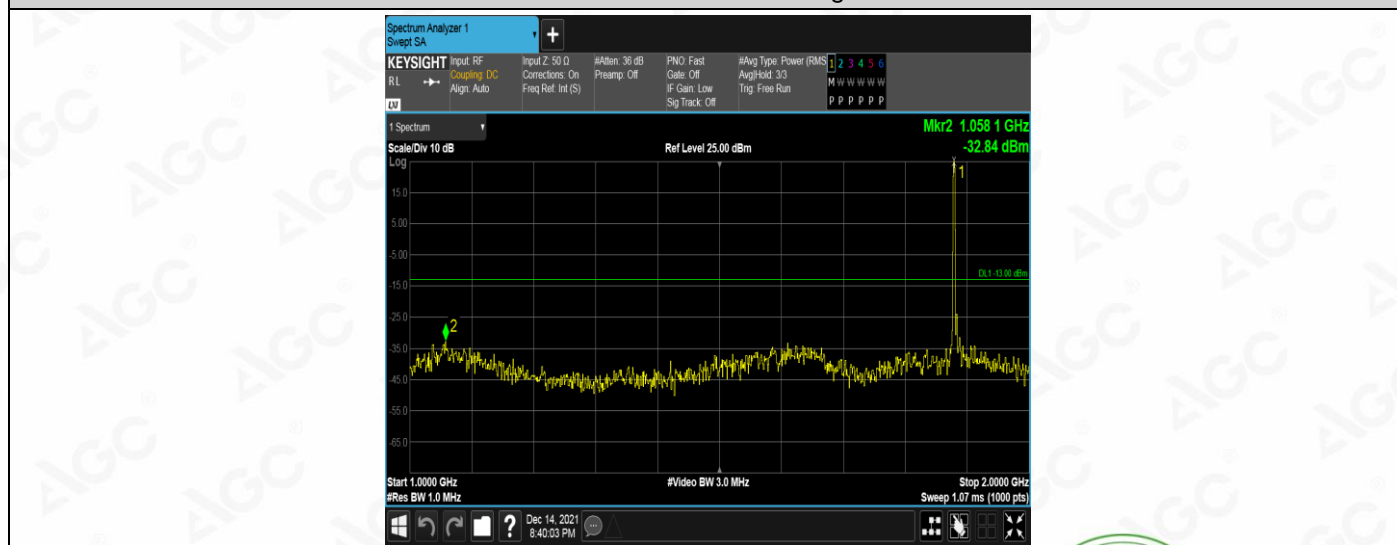 Spectrum Analyzer 1
Swept SA
+
KEYSIGHT
RL
Input: RF
Coupling: DC
Align: Auto
Input Z: 50 Ω
Corrections: On
Freq Ref: Int (S)
#Atten: 36 dB
Preamp: Off
PNO: Fast
Gate: Off
IF Gain: Low
Sig Track: Off
#Avg Type: Power (RMS
Avg|Hold: 3/3
Trig: Free Run
1 2 3 4 5 6
M W W W W W
P P P P P P
1 Spectrum
Mkr2 1.058 1 GHz
Scale/Div 10 dB
Ref Level 25.00 dBm
-32.84 dBm
Log
1
15.0
5.00
-5.00
DL1 -13.00 dBm
-15.0
-25.0
2
-35.0
-45.0
-55.0
-65.0
Start 1.0000 GHz
#Video BW 3.0 MHz
Stop 2.0000 GHz
#Res BW 1.0 MHz
Sweep 1.07 ms (1000 pts)
?
Dec 14, 2021
8:40:03 PM
AGC